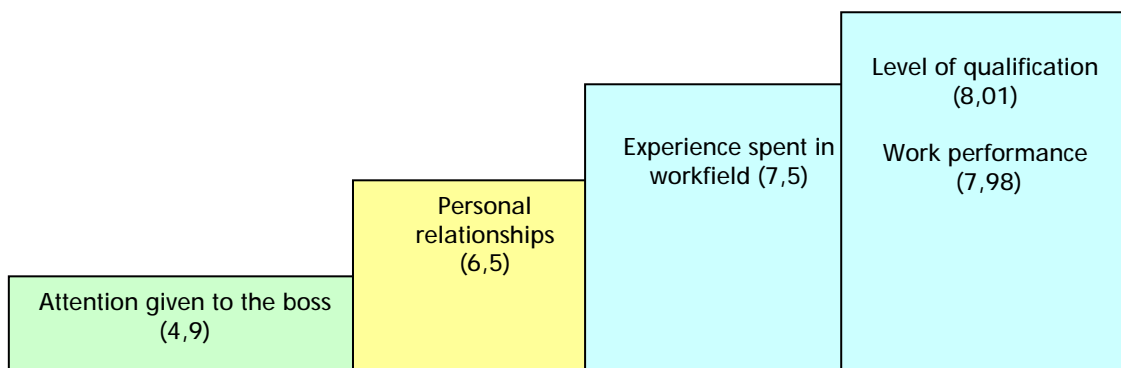 Attention given to the boss
(4,9)
Personal
relationships
(6,5)
Experience spent in
workfield (7,5)
Level of qualification
(8,01)
Work performance
(7,98)